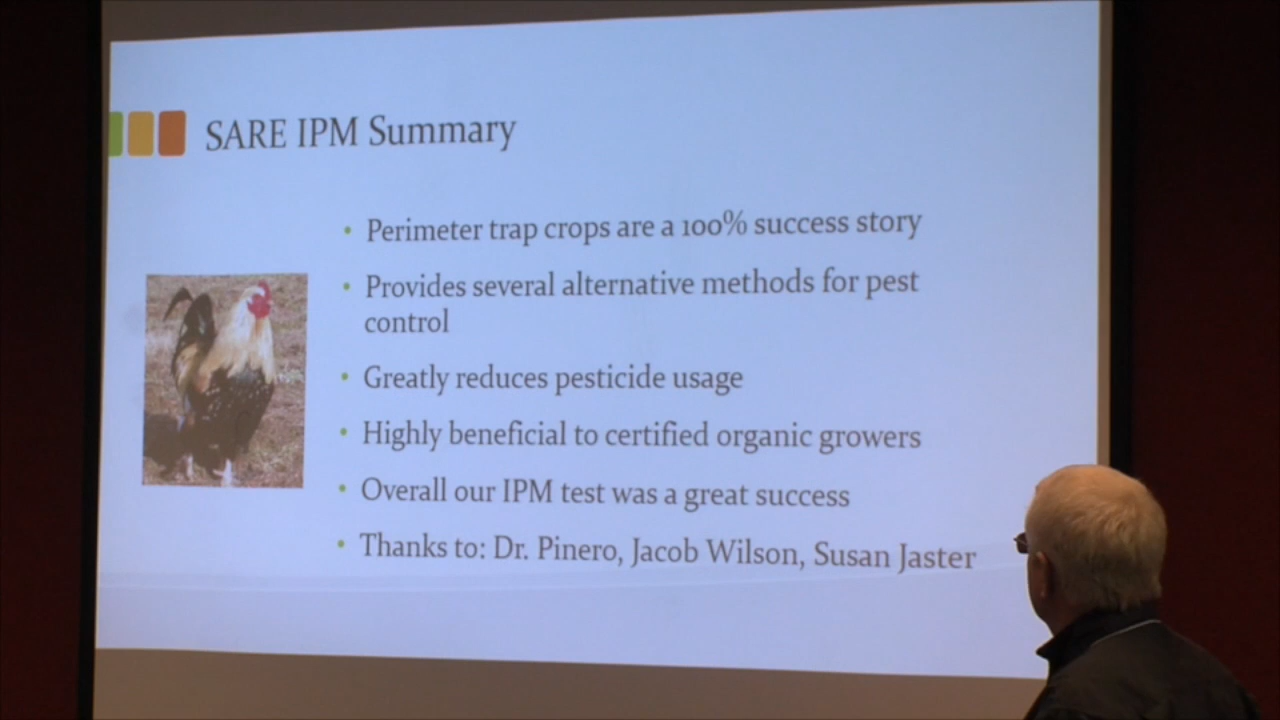 SARE IPM Summary
• Perimeter trap crops are a 100% success story
• Provides several alternative methods for pest
control
• Greatly reduces pesticide usage
• Highly beneficial to certified organic growers
• Overall our IPM test was a great success
• Thanks to: Dr. Pinero, Jacob Wilson, Susan Jaster